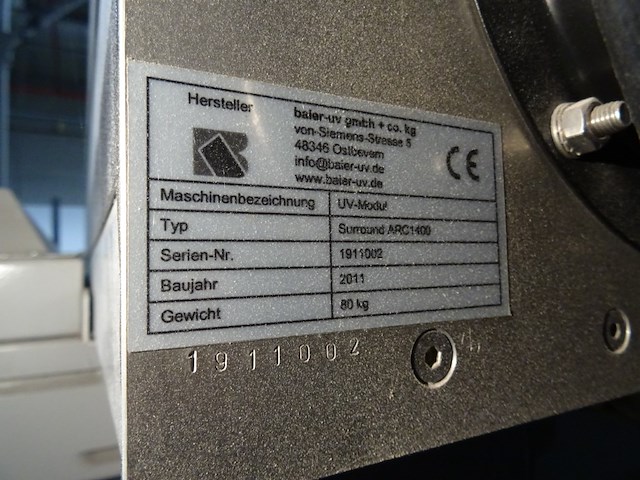 Hersteller
baier-uv gmbh + co. kg
von-Siemens-Strasse 5
48346 Ostbevern
info@baier-uv.de
www.baier-uv.de
CE
Maschinenbezeichnung UV-Modul
Typ Surround ARC1400
Serien-Nr. 1911002
Baujahr 2011
Gewicht 80 kg
1911002